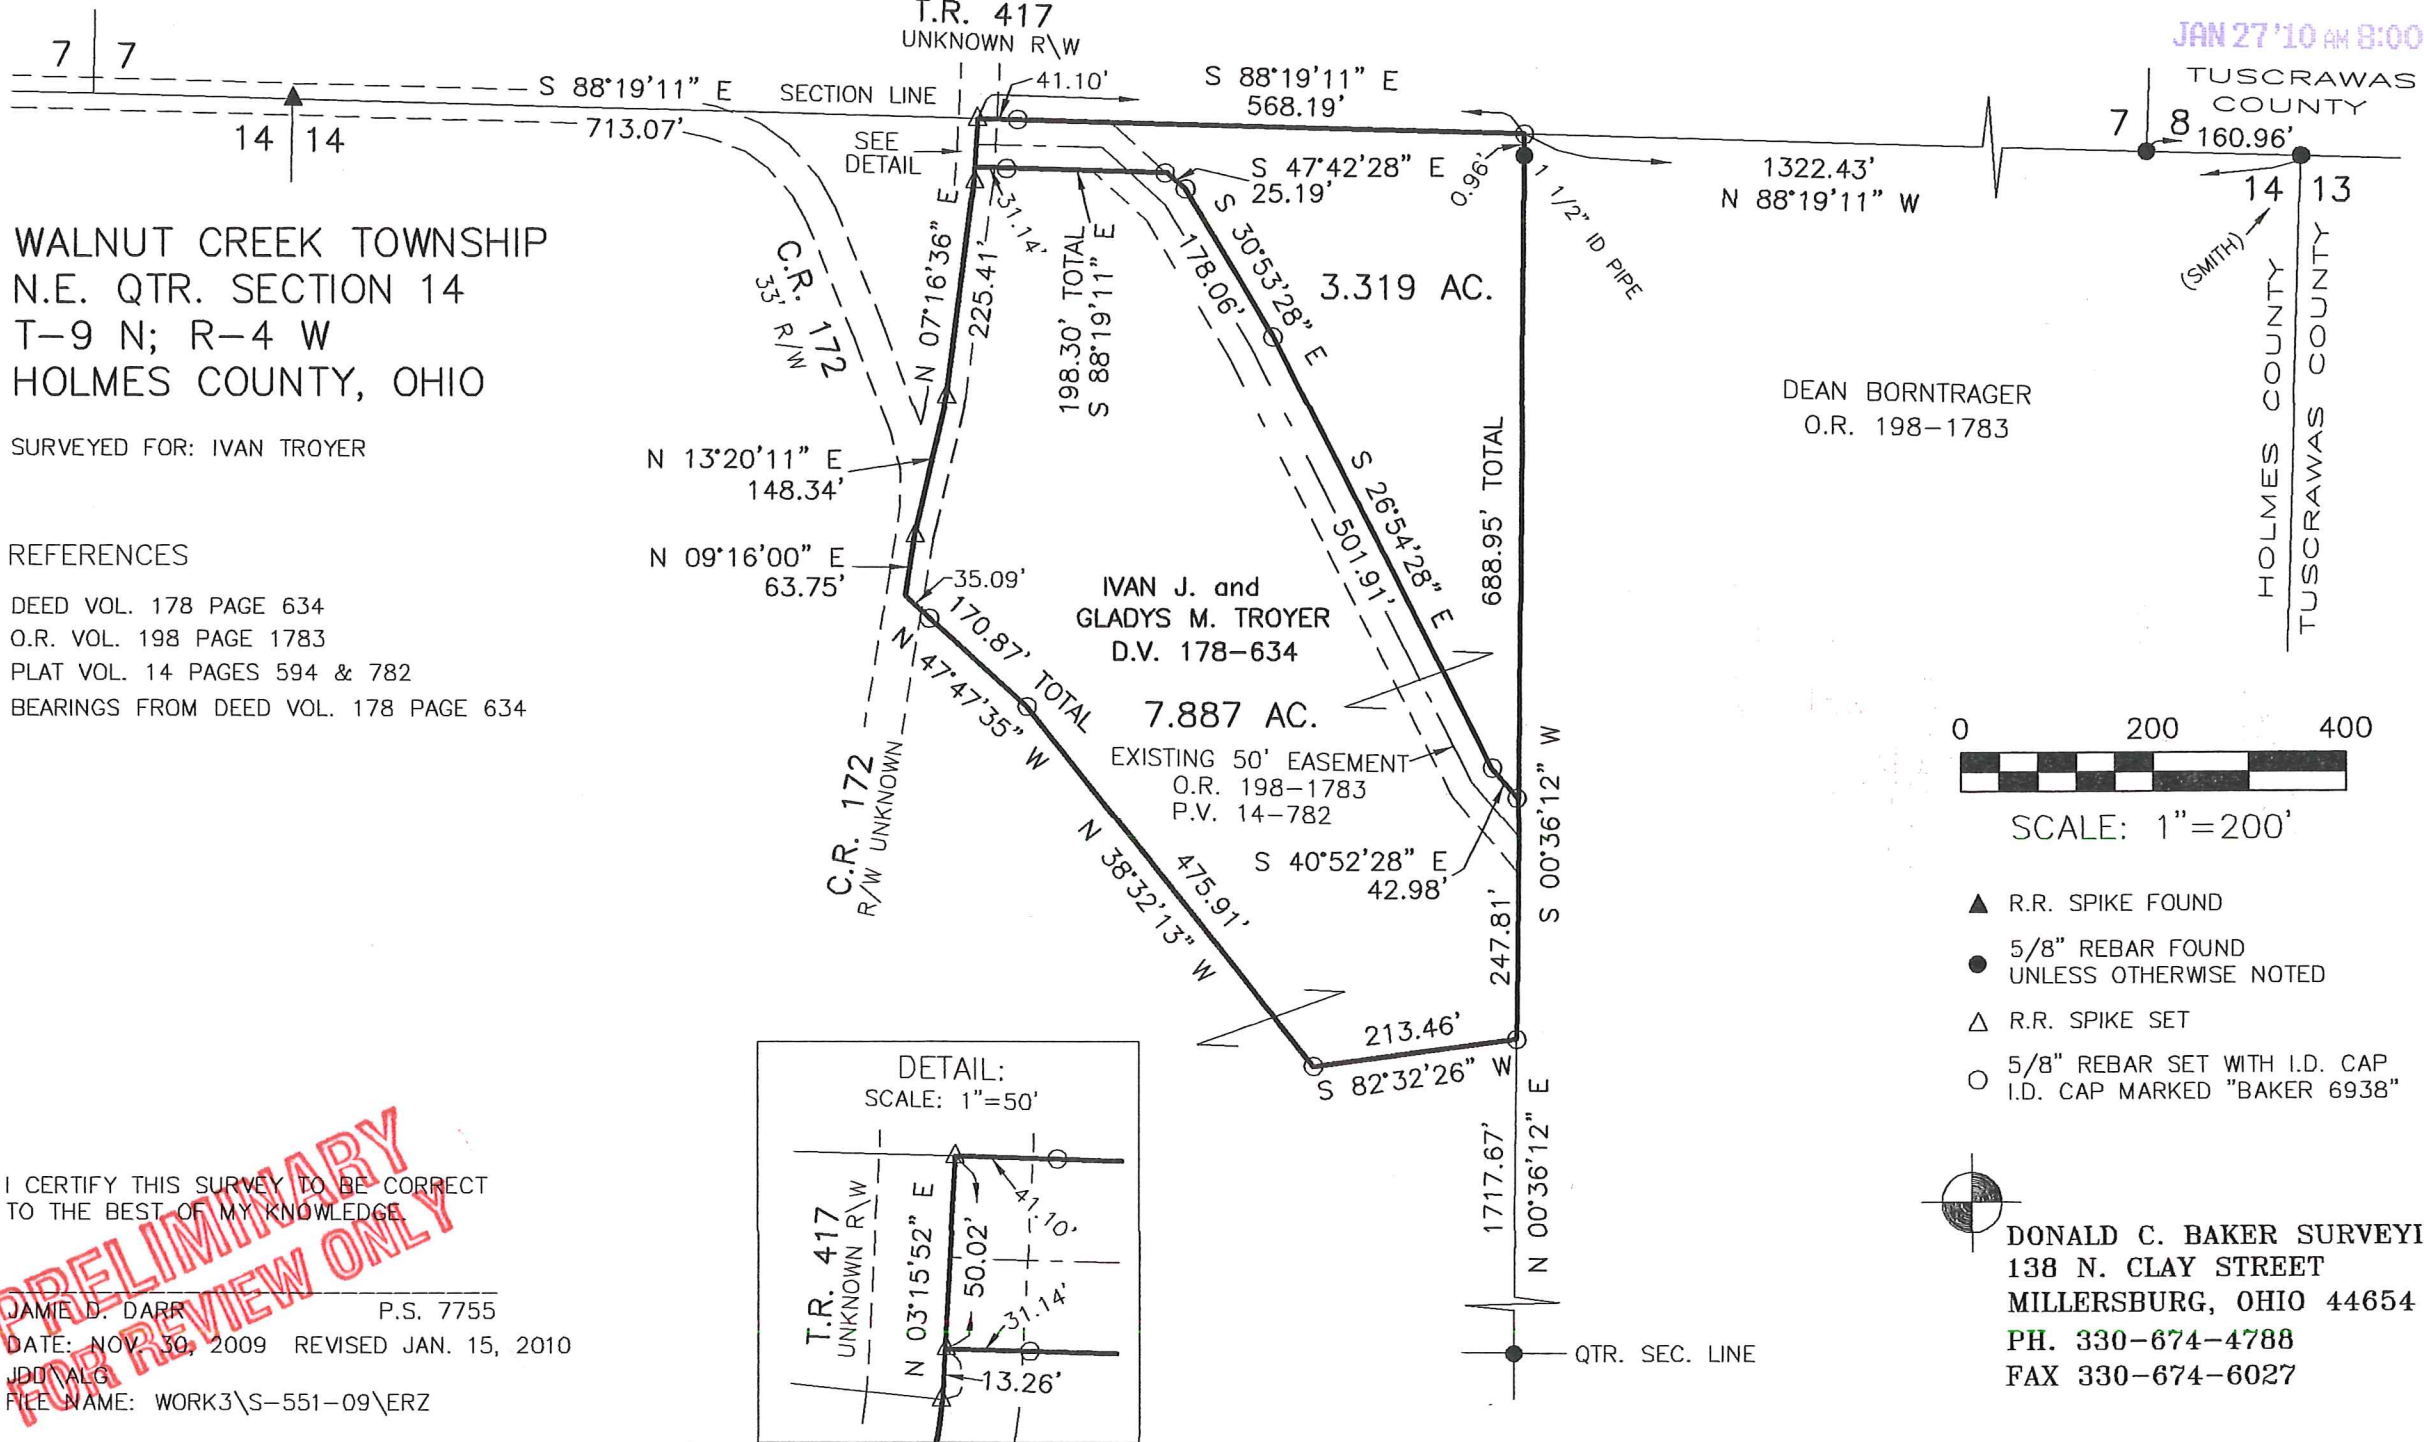 JAN 27 '10 AM 8:00
T.R. 417
UNKNOWN R\W
7 7
14 14
S 88°19'11" E
713.07'
SECTION LINE
41.10'
S 88°19'11" E
568.19'
TUSCRAWAS
COUNTY
7 8
160.96'
14 13
(SMITH)
1322.43'
N 88°19'11" W
SEE
DETAIL
S 47°42'28" E
25.19'
0.96'
1 1/2" ID PIPE
31.14'
WALNUT CREEK TOWNSHIP
N.E. QTR. SECTION 14
T-9 N; R-4 W
HOLMES COUNTY, OHIO
SURVEYED FOR: IVAN TROYER
C.R. 172
33' R/W
N 07°16'36" E
225.41'
198.30' TOTAL
S 88°19'11" E
S 30°53'28" E
178.06'
3.319 AC.
DEAN BORNTRAGER
O.R. 198-1783
HOLMES COUNTY
TUSCRAWAS COUNTY
N 13°20'11" E
148.34'
S 26°54'28" E
501.91'
688.95' TOTAL
S 00°36'12" W
REFERENCES
DEED VOL. 178 PAGE 634
O.R. VOL. 198 PAGE 1783
PLAT VOL. 14 PAGES 594 & 782
BEARINGS FROM DEED VOL. 178 PAGE 634
N 09°16'00" E
63.75'
35.09'
170.87' TOTAL
N 47°47'35" W
IVAN J. and
GLADYS M. TROYER
D.V. 178-634
7.887 AC.
EXISTING 50' EASEMENT
O.R. 198-1783
P.V. 14-782
C.R. 172
R/W UNKNOWN
S 40°52'28" E
42.98'
475.91'
N 38°32'13" W
247.81'
213.46'
S 82°32'26" W
1717.67'
N 00°36'12" E
QTR. SEC. LINE
0 200 400
SCALE: 1"=200'
R.R. SPIKE FOUND
5/8" REBAR FOUND
UNLESS OTHERWISE NOTED
R.R. SPIKE SET
5/8" REBAR SET WITH I.D. CAP
I.D. CAP MARKED "BAKER 6938"
DETAIL:
SCALE: 1"=50'
T.R. 417
UNKNOWN R\W
N 03°15'52" E
50.02'
41.10'
31.14'
13.26'
I CERTIFY THIS SURVEY TO BE CORRECT
TO THE BEST OF MY KNOWLEDGE.
PRELIMINARY
FOR REVIEW ONLY
JAMIE D. DARR P.S. 7755
DATE: NOV. 30, 2009 REVISED JAN. 15, 2010
JDD\ALG
FILE NAME: WORK3\S-551-09\ERZ
DONALD C. BAKER SURVEYI
138 N. CLAY STREET
MILLERSBURG, OHIO 44654
PH. 330-674-4788
FAX 330-674-6027